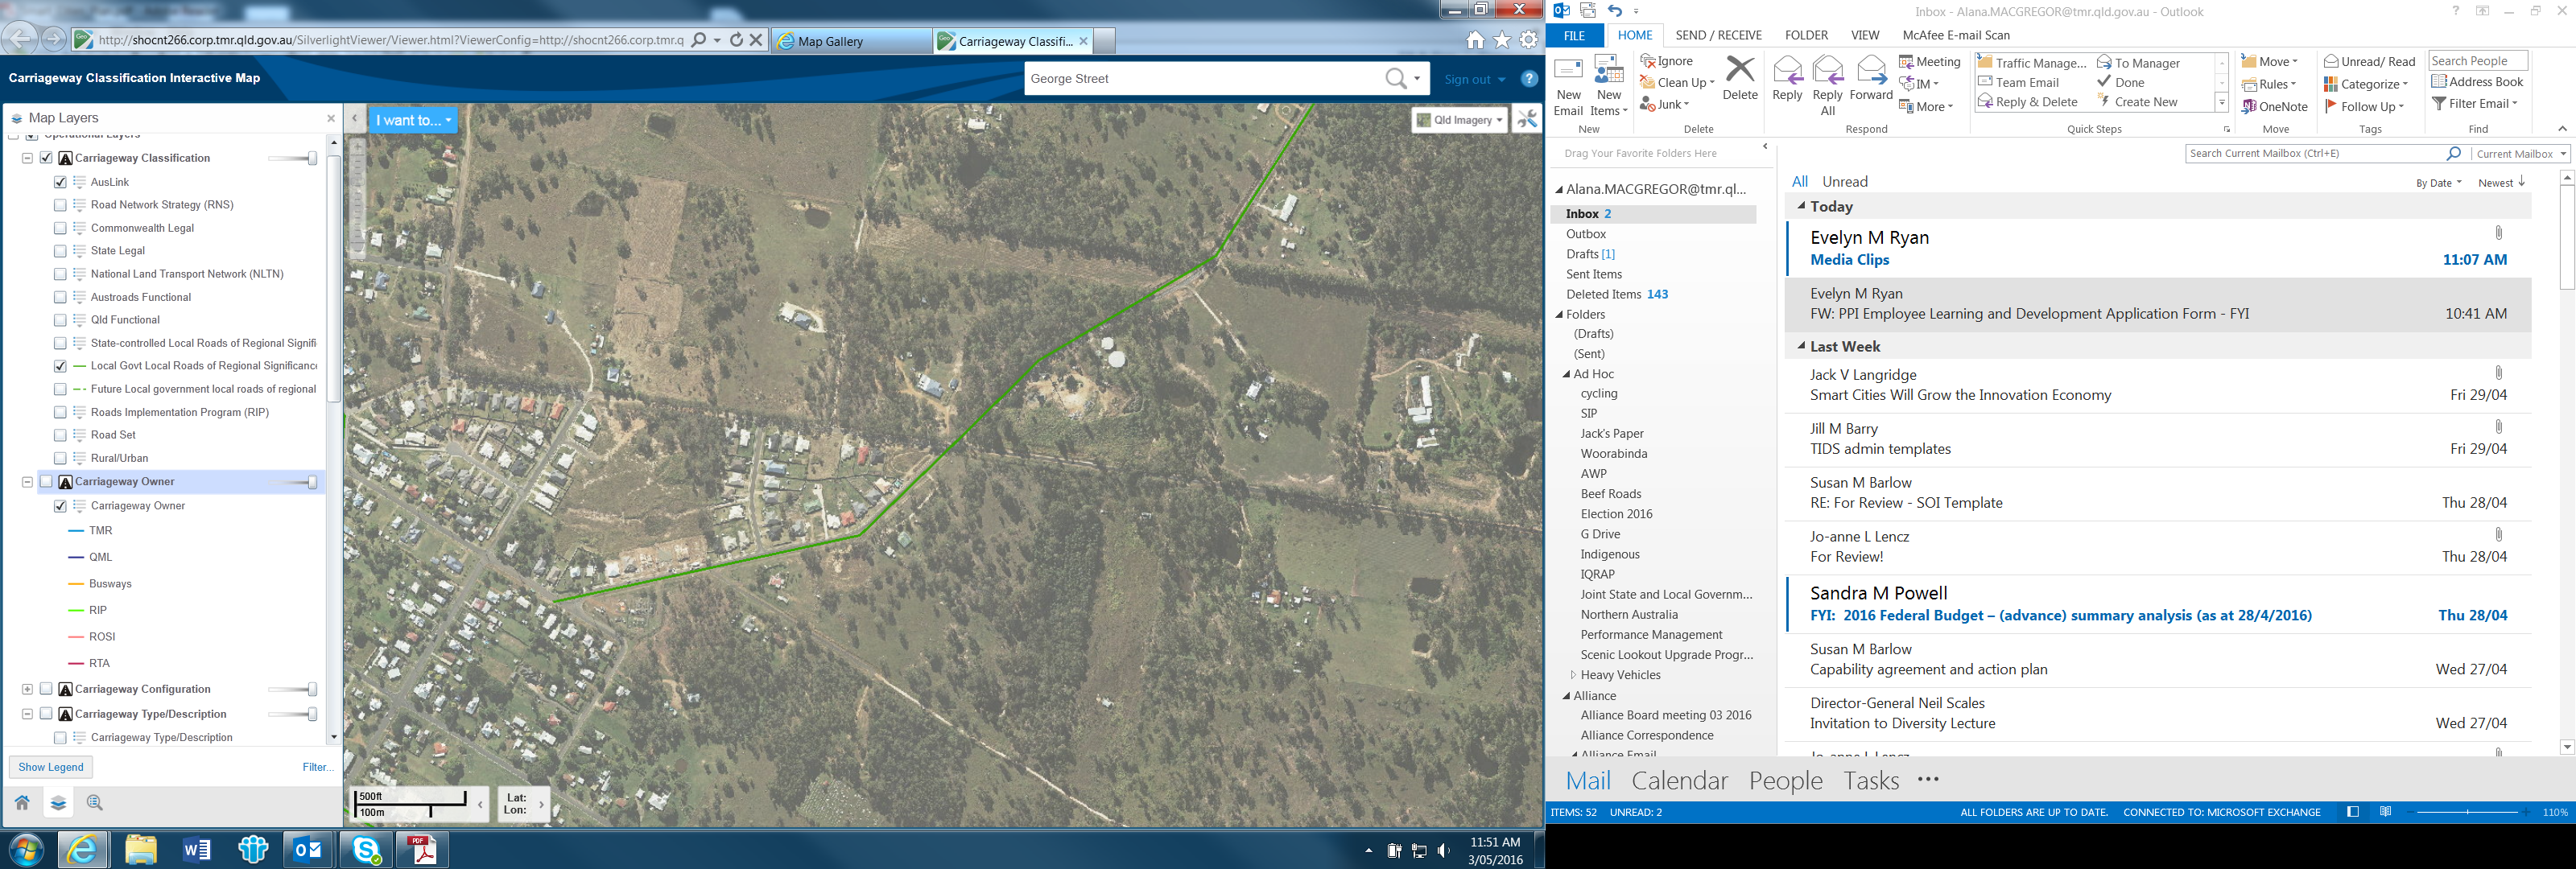 http://shocnt266.corp.tmr.qld.gov.au/SilverlightViewer/Viewer.html?ViewerConfig=http://shocnt266.corp.tmr.q
Map Gallery
Carriageway Classifi...
Carriageway Classification Interactive Map
George Street
Sign out
Map Layers
Operational Layers
Carriageway Classification
AusLink
Road Network Strategy (RNS)
Commonwealth Legal
State Legal
National Land Transport Network (NLTN)
Austroads Functional
Qld Functional
State-controlled Local Roads of Regional Signifi
Local Govt Local Roads of Regional Significanc
Future Local government local roads of regional
Roads Implementation Program (RIP)
Road Set
Rural/Urban
Carriageway Owner
Carriageway Owner
TMR
QML
Busways
RIP
ROSI
RTA
Carriageway Configuration
Carriageway Type/Description
Carriageway Type/Description
Show Legend
Filter...
I want to...
Qld Imagery
500ft
100m
Lat:
Lon:
11:51 AM
3/05/2016
Inbox - Alana.MACGREGOR@tmr.qld.gov.au - Outlook
FILE HOME SEND / RECEIVE FOLDER VIEW McAfee E-mail Scan
New Email
New Items
New
Ignore
Clean Up
Junk
Delete
Delete
Reply
Reply All
Forward
Meeting
IM
More
Respond
Traffic Manage...
Team Email
Reply & Delete
To Manager
Done
Create New
Quick Steps
Move
Rules
OneNote
Move
Unread/ Read
Categorize
Follow Up
Tags
Search People
Address Book
Filter Email
Find
Drag Your Favorite Folders Here
Alana.MACGREGOR@tmr.ql...
Inbox 2
Outbox
Drafts [1]
Sent Items
Deleted Items 143
Folders
(Drafts)
(Sent)
Ad Hoc
cycling
SIP
Jack's Paper
Woorabinda
AWP
Beef Roads
Election 2016
G Drive
Indigenous
IQRAP
Joint State and Local Governm...
Northern Australia
Performance Management
Scenic Lookout Upgrade Progr...
Heavy Vehicles
Alliance
Alliance Board meeting 03 2016
Alliance Correspondence
Alliance Email
Search Current Mailbox (Ctrl+E)
Current Mailbox
All Unread
By Date Newest
Today
Evelyn M Ryan
Media Clips 11:07 AM
Evelyn M Ryan
FW: PPI Employee Learning and Development Application Form - FYI 10:41 AM
Last Week
Jack V Langridge
Smart Cities Will Grow the Innovation Economy Fri 29/04
Jill M Barry
TIDS admin templates Fri 29/04
Susan M Barlow
RE: For Review - SOI Template Thu 28/04
Jo-anne L Lencz
For Review! Thu 28/04
Sandra M Powell
FYI: 2016 Federal Budget – (advance) summary analysis (as at 28/4/2016) Thu 28/04
Susan M Barlow
Capability agreement and action plan Wed 27/04
Director-General Neil Scales
Invitation to Diversity Lecture Wed 27/04
Jo-anne L Lencz
Mail Calendar People Tasks
ITEMS: 52 UNREAD: 2
ALL FOLDERS ARE UP TO DATE. CONNECTED TO: MICROSOFT EXCHANGE
110%